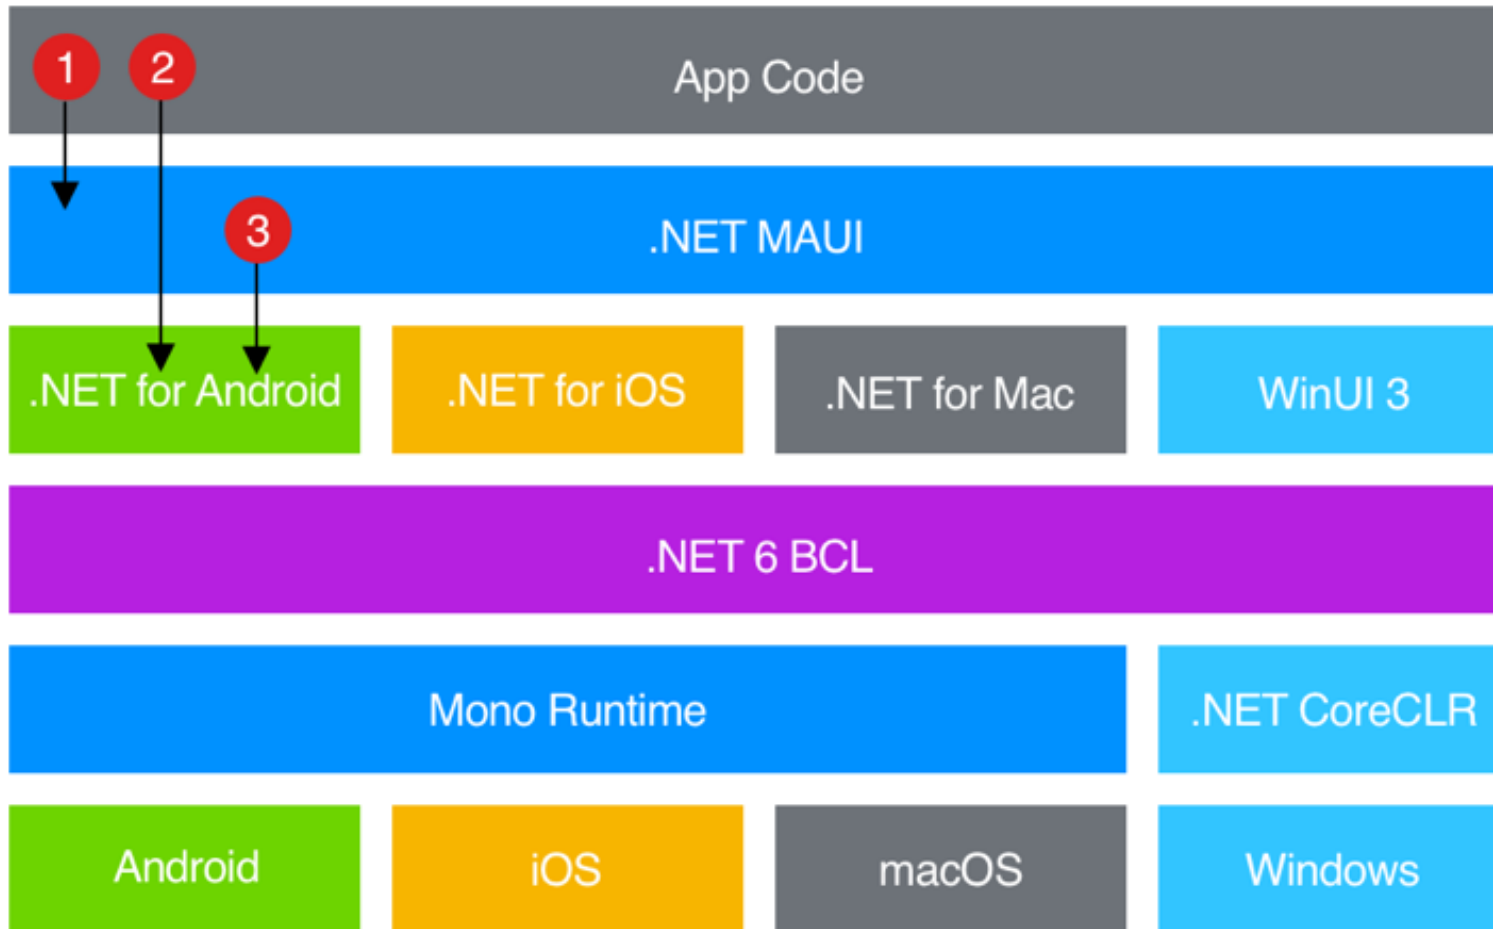 1 2
App Code
3
.NET MAUI
.NET for Android
.NET for iOS
.NET for Mac
WinUI 3
.NET 6 BCL
Mono Runtime
.NET CoreCLR
Android
iOS
macOS
Windows